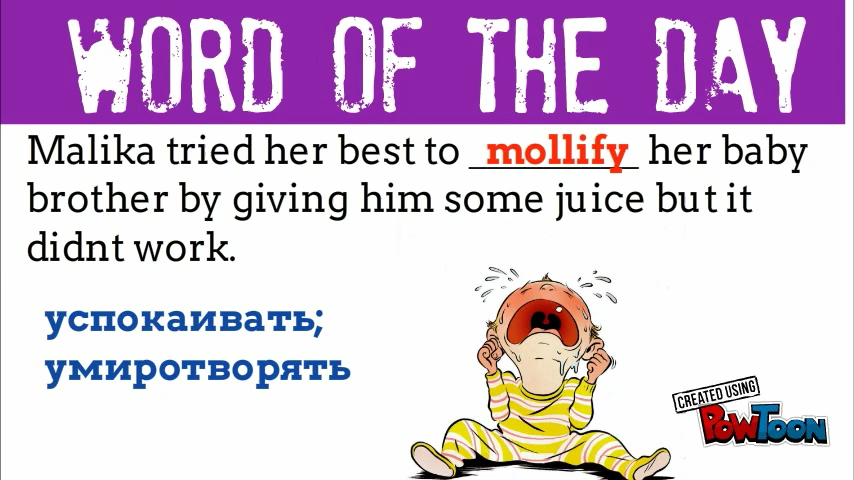 WORD OF THE DAY
Malika tried her best to mollify her baby
brother by giving him some juice but it
didnt work.
успокаивать;
умиротворять
CREATED USING
POWTOON